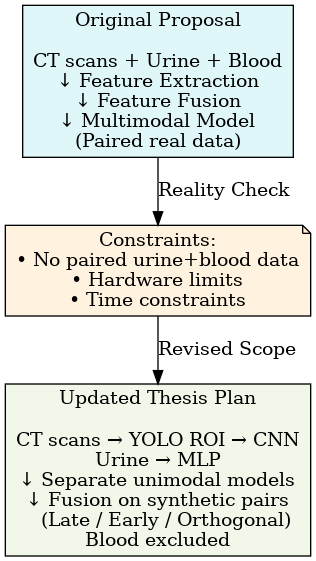 Original Proposal
CT scans + Urine + Blood
↓ Feature Extraction
↓ Feature Fusion
↓ Multimodal Model
(Paired real data)
Reality Check
Constraints:
• No paired urine+blood data
• Hardware limits
• Time constraints
Revised Scope
Updated Thesis Plan
CT scans → YOLO ROI → CNN
Urine → MLP
↓ Separate unimodal models
↓ Fusion on synthetic pairs
(Late / Early / Orthogonal)
Blood excluded